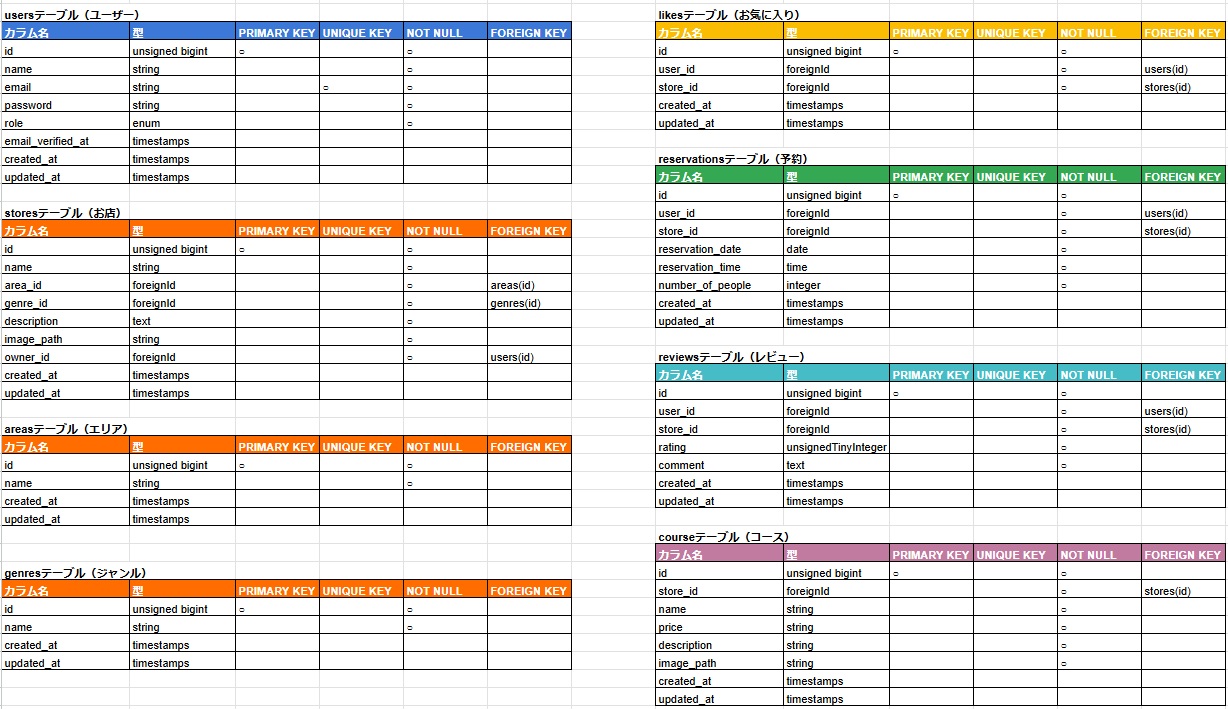 usersテーブル（ユーザー）
カラム名 型 PRIMARY KEY UNIQUE KEY NOT NULL FOREIGN KEY
id unsigned bigint ○ ○
name string ○
email string ○ ○
password string ○
role enum ○
email_verified_at timestamps
created_at timestamps
updated_at timestamps
storesテーブル（お店）
カラム名 型 PRIMARY KEY UNIQUE KEY NOT NULL FOREIGN KEY
id unsigned bigint ○ ○
name string ○
area_id foreignId ○ areas(id)
genre_id foreignId ○ genres(id)
description text ○
image_path string ○
owner_id foreignId ○ users(id)
created_at timestamps
updated_at timestamps
areasテーブル（エリア）
カラム名 型 PRIMARY KEY UNIQUE KEY NOT NULL FOREIGN KEY
id unsigned bigint ○ ○
name string ○
created_at timestamps
updated_at timestamps
genresテーブル（ジャンル）
カラム名 型 PRIMARY KEY UNIQUE KEY NOT NULL FOREIGN KEY
id unsigned bigint ○ ○
name string ○
created_at timestamps
updated_at timestamps
likesテーブル（お気に入り）
カラム名 型 PRIMARY KEY UNIQUE KEY NOT NULL FOREIGN KEY
id unsigned bigint ○ ○
user_id foreignId ○ users(id)
store_id foreignId ○ stores(id)
created_at timestamps
updated_at timestamps
reservationsテーブル（予約）
カラム名 型 PRIMARY KEY UNIQUE KEY NOT NULL FOREIGN KEY
id unsigned bigint ○ ○
user_id foreignId ○ users(id)
store_id foreignId ○ stores(id)
reservation_date date ○
reservation_time time ○
number_of_people integer ○
created_at timestamps
updated_at timestamps
reviewsテーブル（レビュー）
カラム名 型 PRIMARY KEY UNIQUE KEY NOT NULL FOREIGN KEY
id unsigned bigint ○ ○
user_id foreignId ○ users(id)
store_id foreignId ○ stores(id)
rating unsignedTinyInteger ○
comment text ○
created_at timestamps
updated_at timestamps
courseテーブル（コース）
カラム名 型 PRIMARY KEY UNIQUE KEY NOT NULL FOREIGN KEY
id unsigned bigint ○ ○
store_id foreignId ○ stores(id)
name string ○
price string ○
description string ○
image_path string ○
created_at timestamps
updated_at timestamps